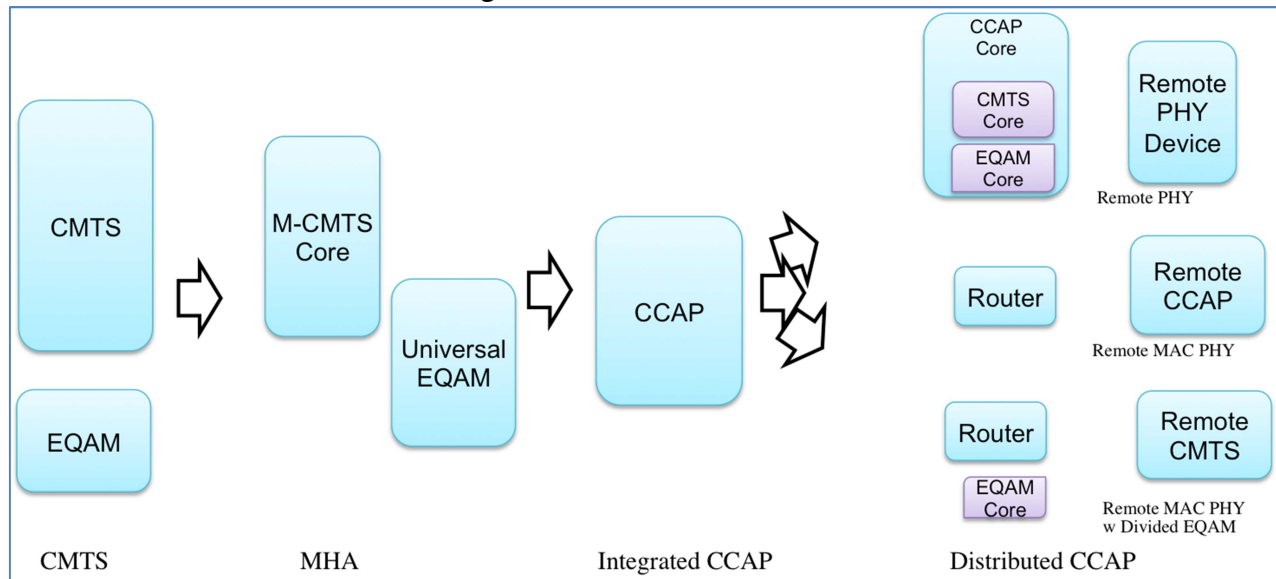 CMTS
EQAM
CMTS
M-CMTS
Core
Universal
EQAM
MHA
CCAP
Integrated CCAP
CCAP
Core
CMTS
Core
EQAM
Core
Remote
PHY
Device
Remote PHY
Router
Remote
CCAP
Remote MAC PHY
Router
EQAM
Core
Remote
CMTS
Remote MAC PHY
w Divided EQAM
Distributed CCAP